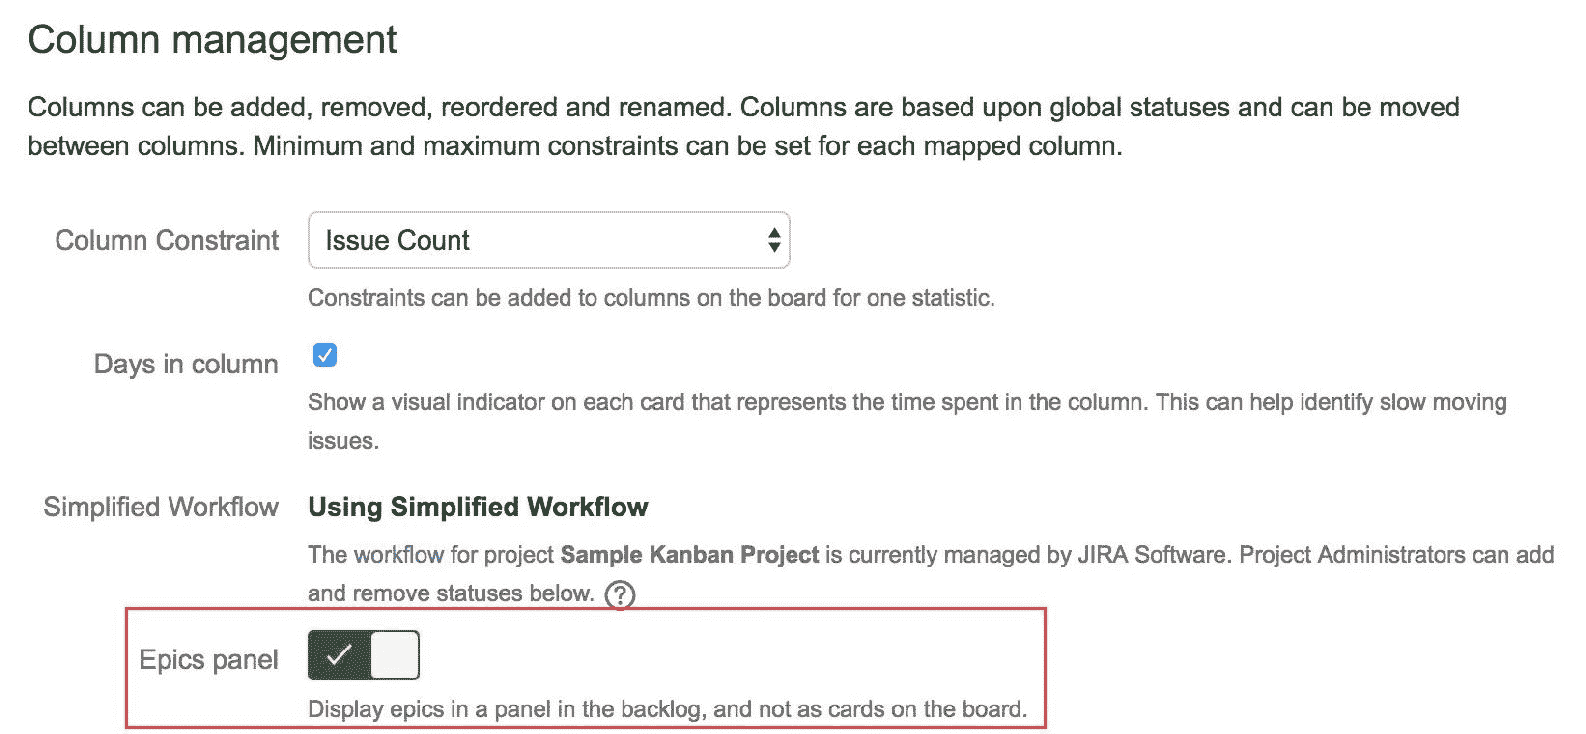 Column management
Columns can be added, removed, reordered and renamed. Columns are based upon global statuses and can be moved
between columns. Minimum and maximum constraints can be set for each mapped column.
Column Constraint Issue Count
Constraints can be added to columns on the board for one statistic.
Days in column
Show a visual indicator on each card that represents the time spent in the column. This can help identify slow moving
issues.
Simplified Workflow Using Simplified Workflow
The workflow for project Sample Kanban Project is currently managed by JIRA Software. Project Administrators can add
and remove statuses below. ?
Epics panel
Display epics in a panel in the backlog, and not as cards on the board.